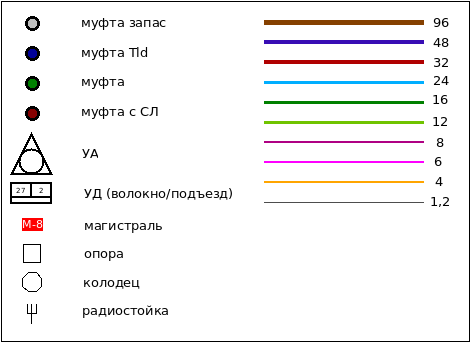 муфта запас
муфта Tld
муфта
муфта с СЛ
УА
27 2
УД (волокно/подъезд)
М-8
магистраль
опора
колодец
радиостойка
96
48
32
24
16
12
8
6
4
1,2